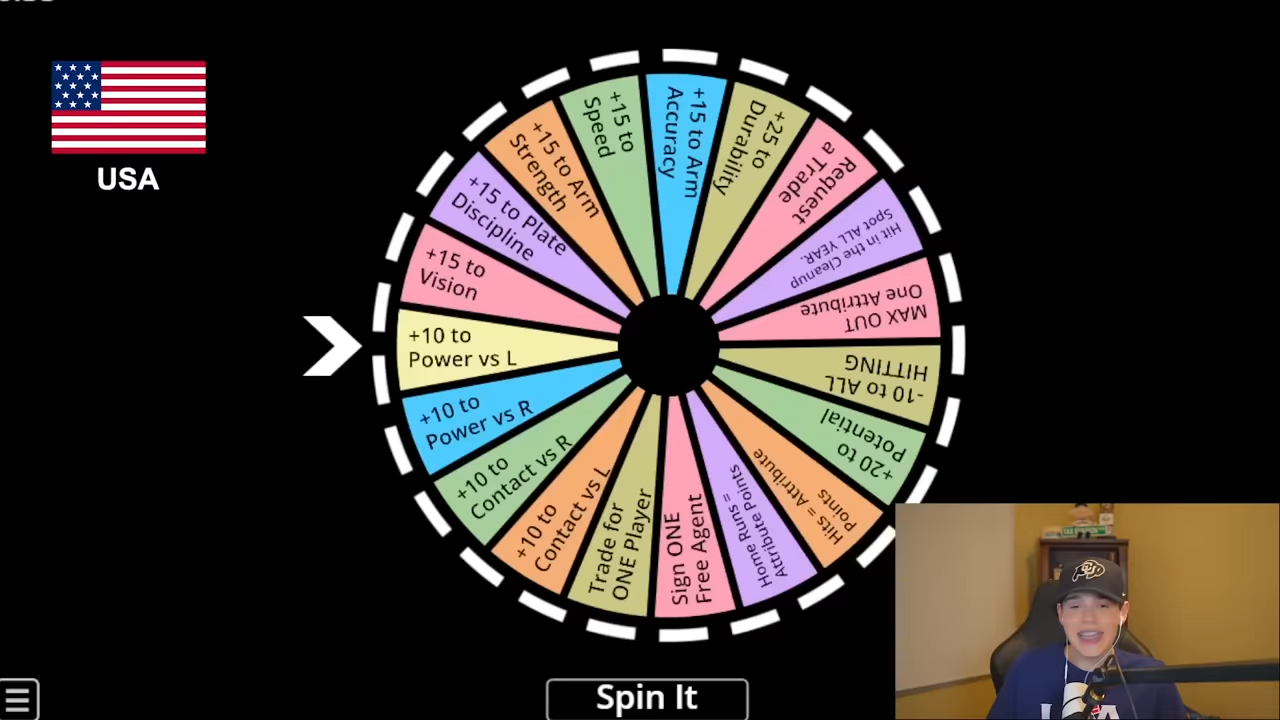 USA
+15 to
Speed
+15 to Arm
Accuracy
+25 to
Durability
Request
a Trade
Hit in the Cleanup
Spot ALL YEAR.
MAX OUT
One Attribute
-10 to ALL
HITTING
+20 to
Potential
Hits = Attribute
Points
Home Runs =
Attribute Points
Sign ONE
Free Agent
Trade for
ONE Player
+10 to
Contact vs L
+10 to
Contact vs R
+10 to
Power vs R
+10 to
Power vs L
+15 to
Vision
+15 to Plate
Discipline
+15 to Arm
Strength
Spin It
CU